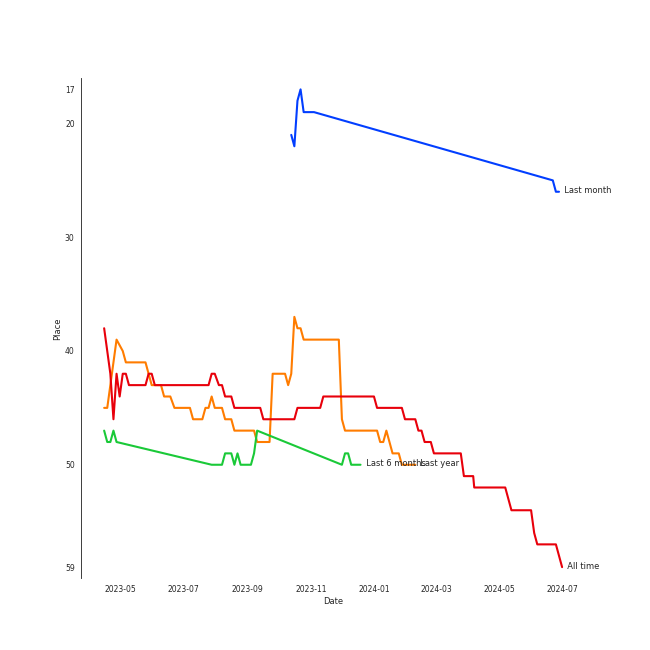 17
20
30
40
50
59
Place
Last month
Last 6 months
Last year
All time
2023-05 2023-07 2023-09 2023-11 2024-01 2024-03 2024-05 2024-07
Date